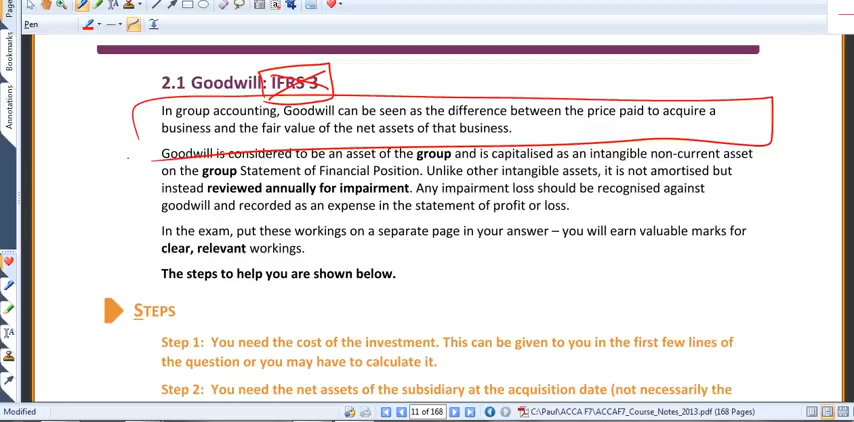 Pages
Pen
Bookmarks
Annotations
2.1 Goodwill: IFRS 3
In group accounting, Goodwill can be seen as the difference between the price paid to acquire a
business and the fair value of the net assets of that business.
Goodwill is considered to be an asset of the group and is capitalised as an intangible non-current asset
on the group Statement of Financial Position. Unlike other intangible assets, it is not amortised but
instead reviewed annually for impairment. Any impairment loss should be recognised against
goodwill and recorded as an expense in the statement of profit or loss.
In the exam, put these workings on a separate page in your answer – you will earn valuable marks for
clear, relevant workings.
The steps to help you are shown below.
STEPS
Step 1: You need the cost of the investment. This can be given to you in the first few lines of
the question or you may have to calculate it.
Step 2: You need the net assets of the subsidiary at the acquisition date (not necessarily the
Modified
11 of 168
C:\Paul\ACCA F7\ACCAF7_Course_Notes_2013.pdf (168 Pages)